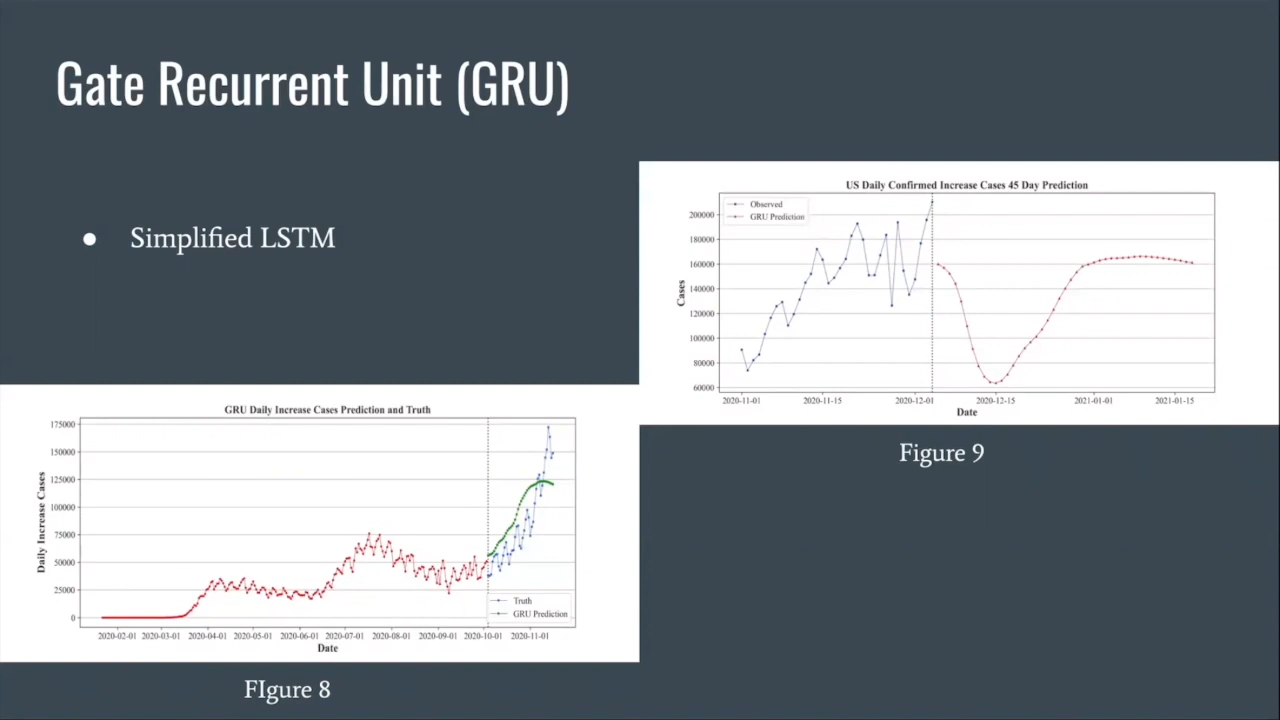 Gate Recurrent Unit (GRU)
● Simplified LSTM
US Daily Confirmed Increase Cases 45 Day Prediction
Observed
GRU Prediction
200000
180000
160000
140000
120000
100000
80000
60000
Cases
2020-11-01 2020-11-15 2020-12-01 2020-12-15 2021-01-01 2021-01-15
Date
Figure 9
GRU Daily Increase Cases Prediction and Truth
175000
150000
125000
100000
75000
50000
25000
0
Daily Increase Cases
Truth
GRU Prediction
2020-02-01 2020-03-01 2020-04-01 2020-05-01 2020-06-01 2020-07-01 2020-08-01 2020-09-01 2020-10-01 2020-11-01
Date
FIgure 8